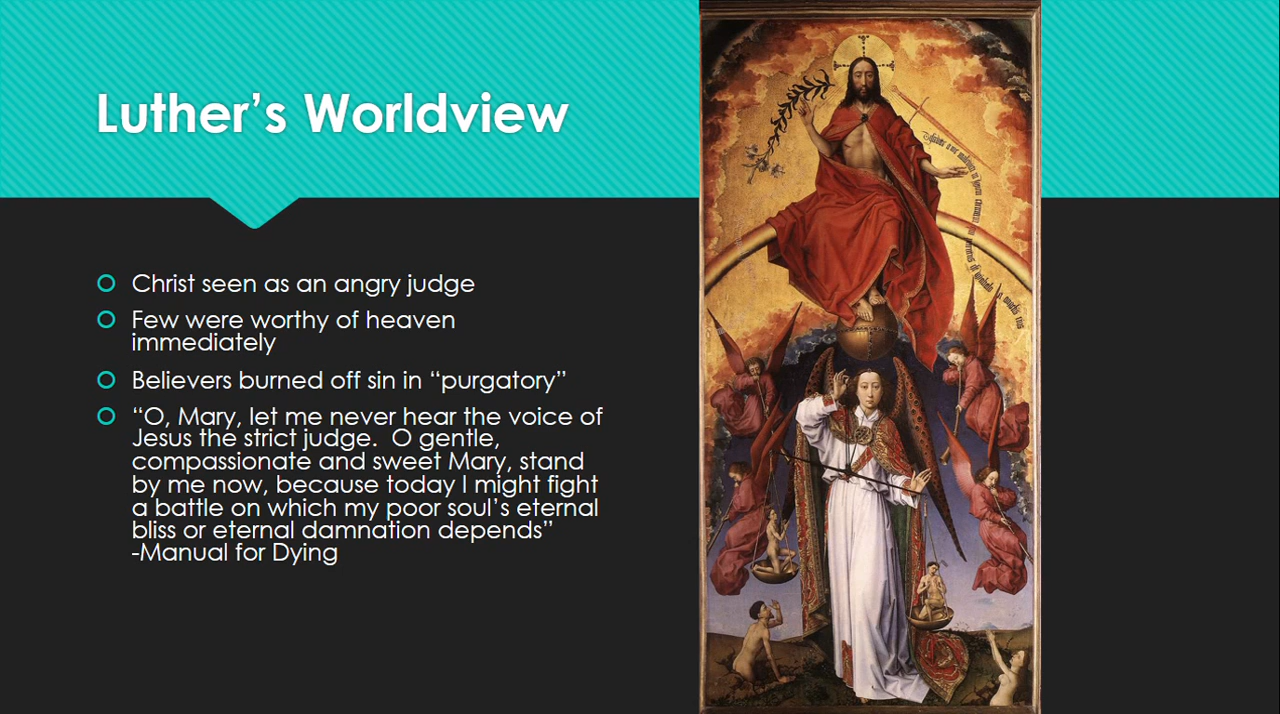 Luther’s Worldview
Christ seen as an angry judge
Few were worthy of heaven
immediately
Believers burned off sin in “purgatory”
“O, Mary, let me never hear the voice of
Jesus the strict judge.  O gentle,
compassionate and sweet Mary, stand
by me now, because today I might fight
a battle on which my poor soul’s eternal
bliss or eternal damnation depends”
-Manual for Dying